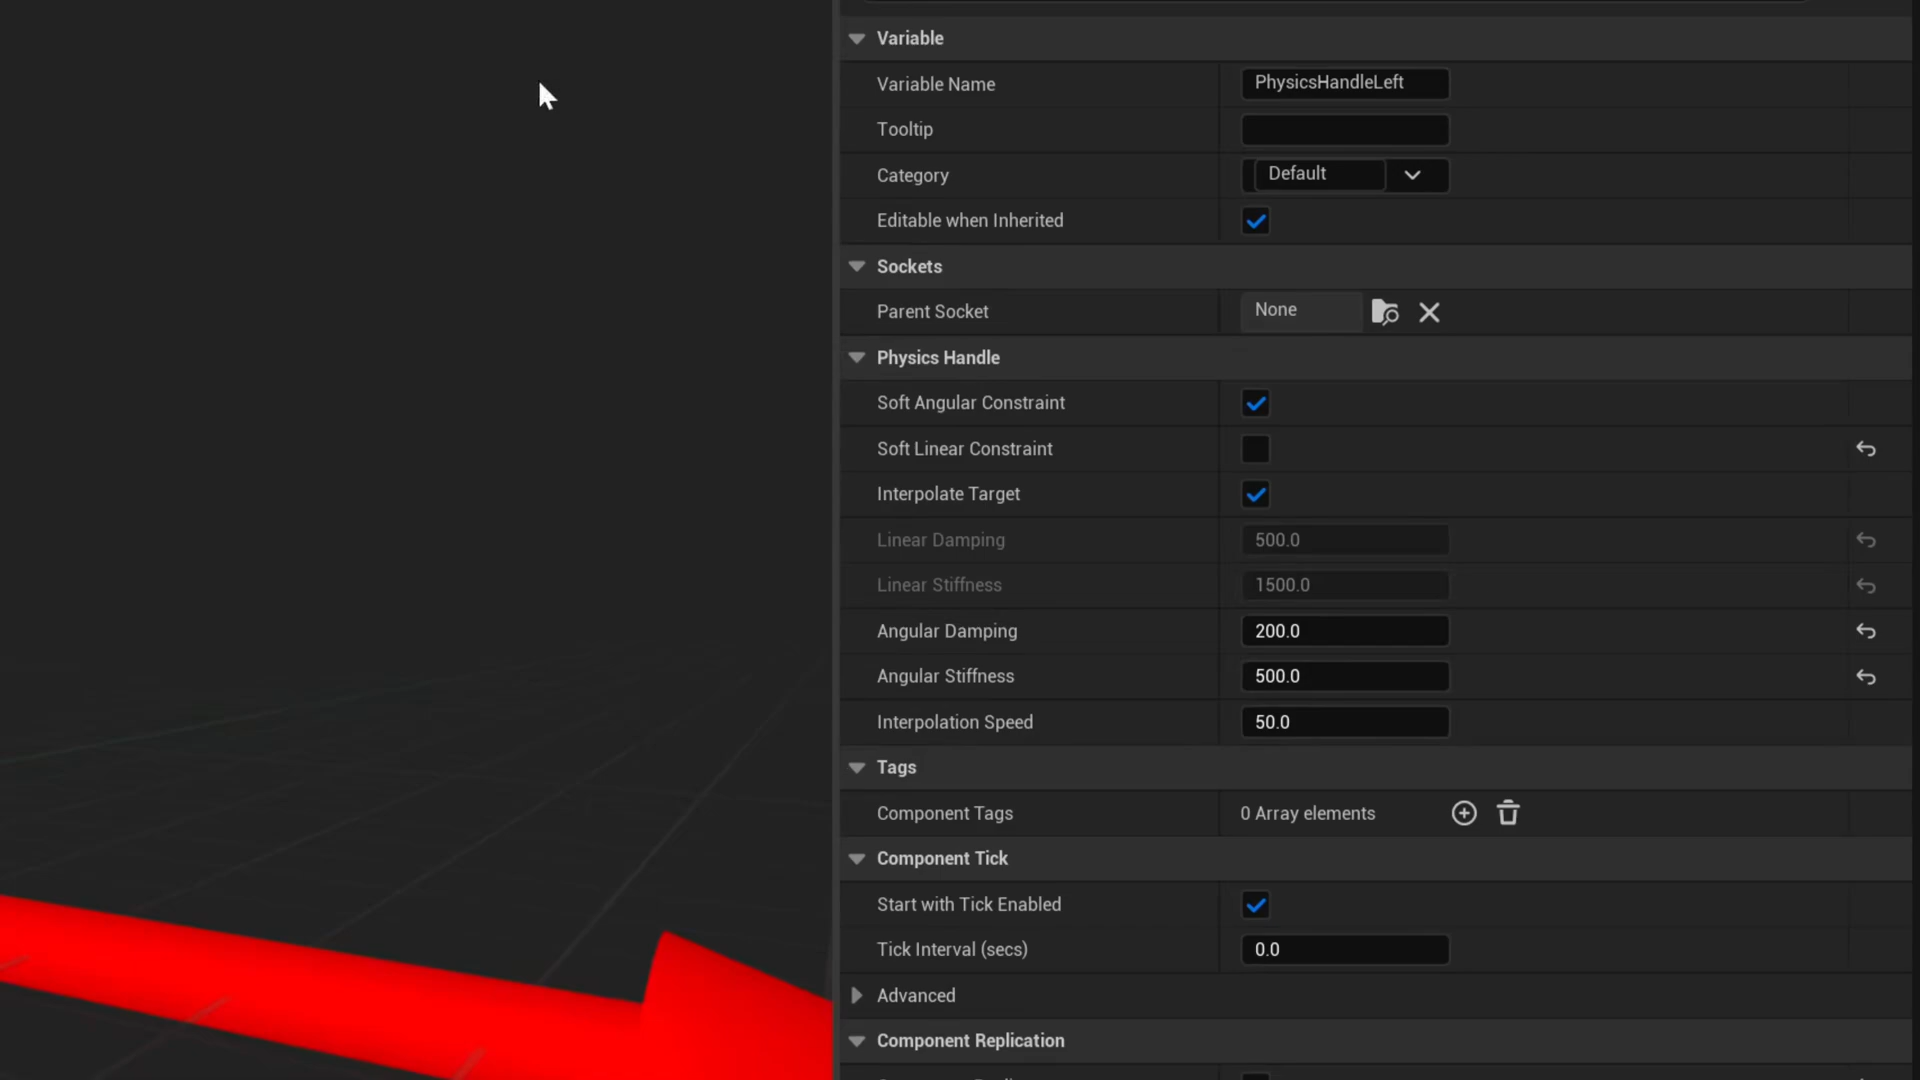 Variable
Variable Name PhysicsHandleLeft
Tooltip
Category Default
Editable when Inherited
Sockets
Parent Socket None
Physics Handle
Soft Angular Constraint
Soft Linear Constraint
Interpolate Target
Linear Damping 500.0
Linear Stiffness 1500.0
Angular Damping 200.0
Angular Stiffness 500.0
Interpolation Speed 50.0
Tags
Component Tags 0 Array elements
Component Tick
Start with Tick Enabled
Tick Interval (secs) 0.0
Advanced
Component Replication